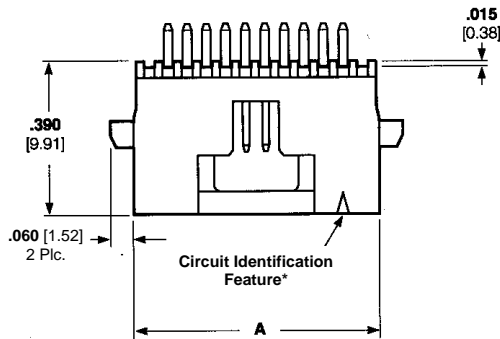 .015
[0.38]
.390
[9.91]
.060 [1.52]
2 Plc.
Circuit Identification
Feature*
A